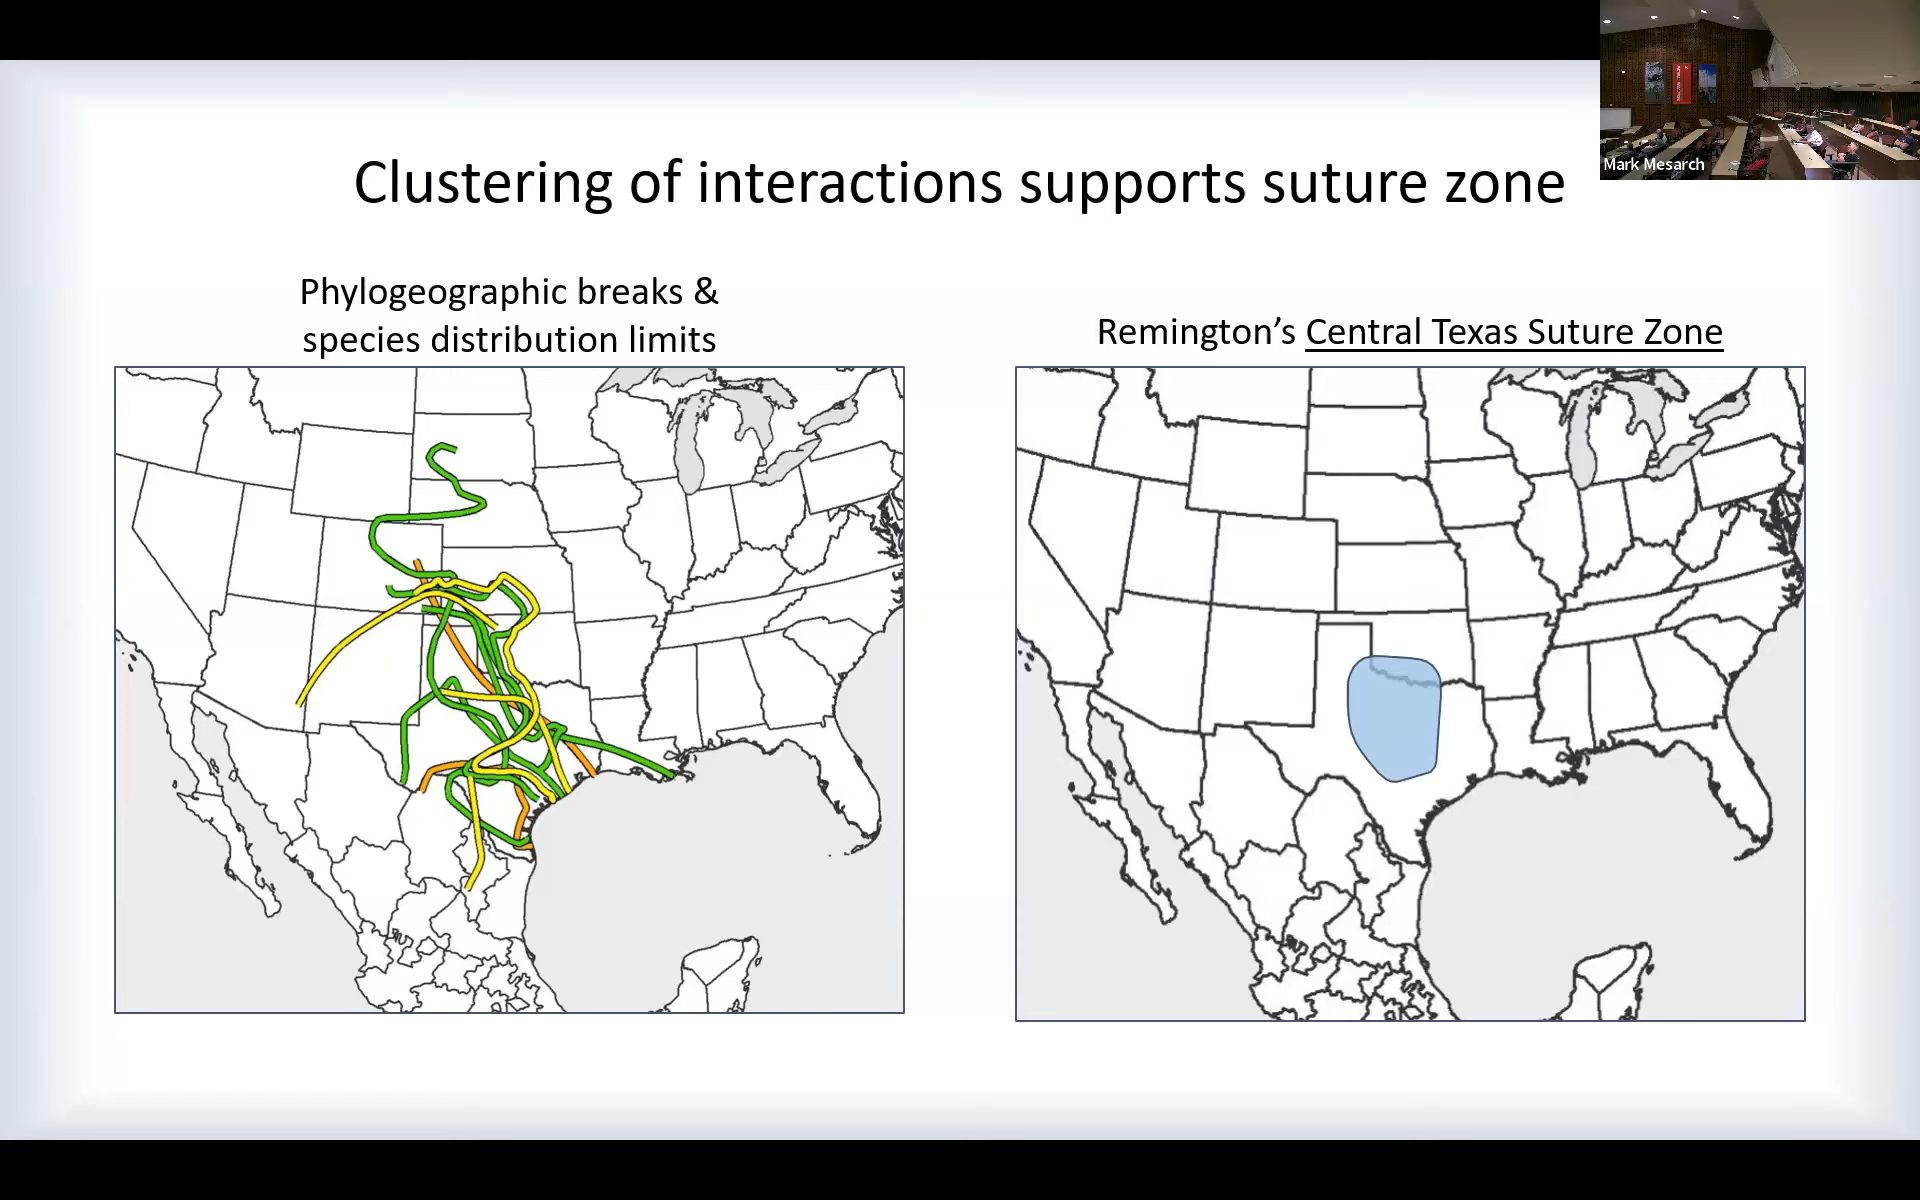 Clustering of interactions supports suture zone
Mark Mesarch
Phylogeographic breaks &
species distribution limits
Remington’s Central Texas Suture Zone